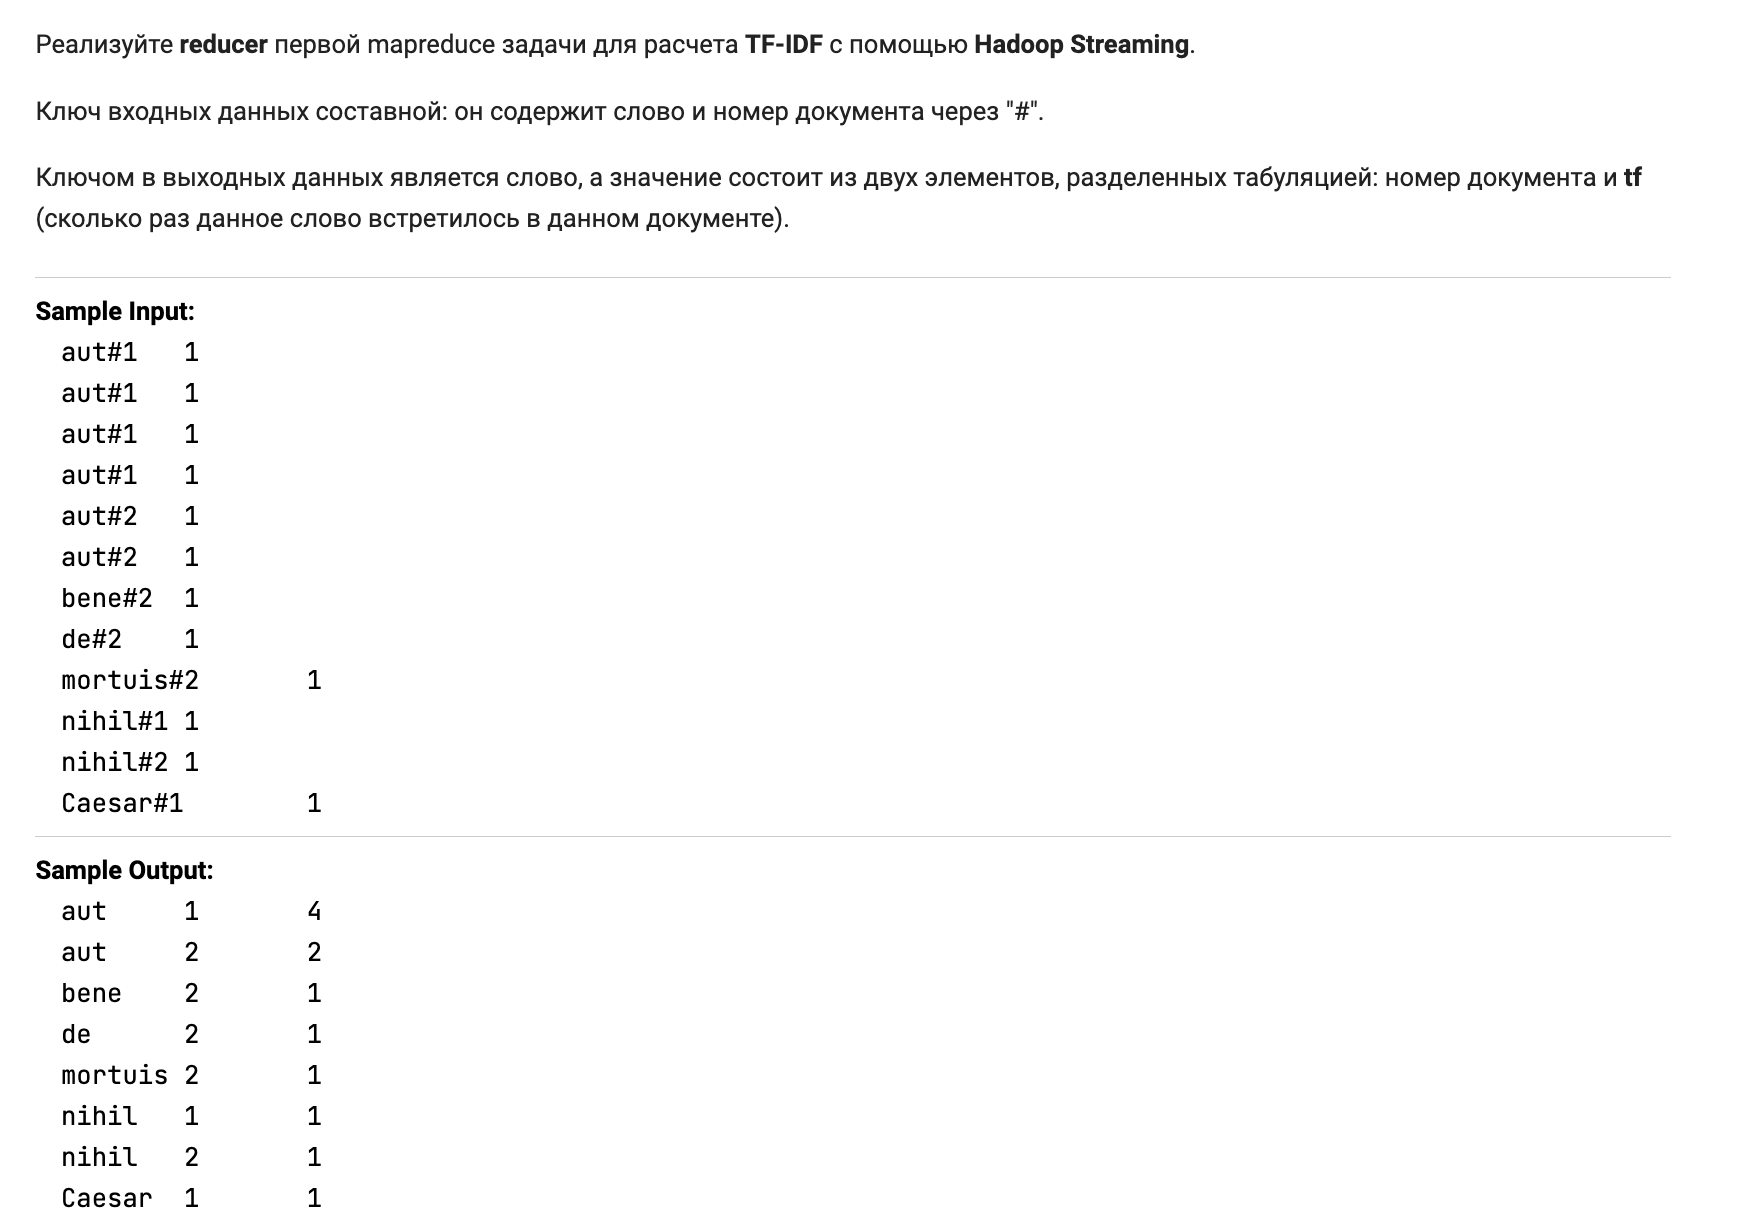 Реализуйте reducer первой mapreduce задачи для расчета TF-IDF с помощью Hadoop Streaming.
Ключ входных данных составной: он содержит слово и номер документа через "#".
Ключом в выходных данных является слово, а значение состоит из двух элементов, разделенных табуляцией: номер документа и tf
(сколько раз данное слово встретилось в данном документе).
Sample Input:
aut#1	1
aut#1	1
aut#1	1
aut#1	1
aut#2	1
aut#2	1
bene#2	1
de#2	1
mortuis#2	1
nihil#1	1
nihil#2	1
Caesar#1	1
Sample Output:
aut	1	4
aut	2	2
bene	2	1
de	2	1
mortuis	2	1
nihil	1	1
nihil	2	1
Caesar	1	1